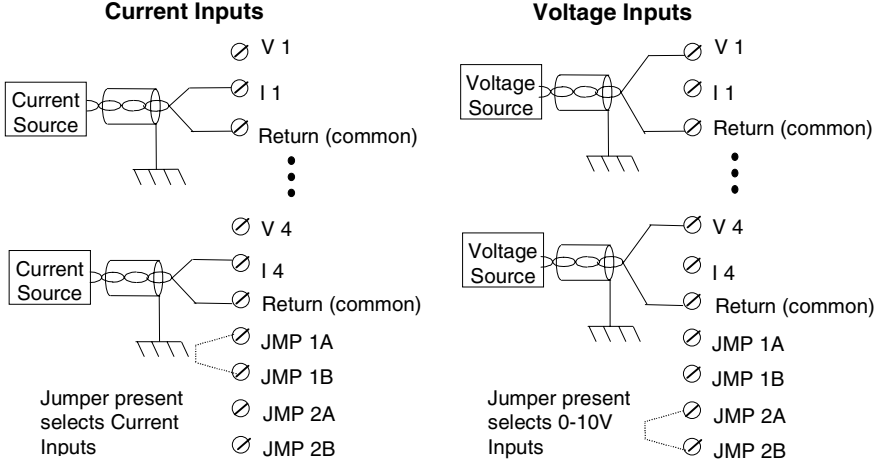 Current Inputs
V 1
Current
Source
I 1
Return (common)
V 4
Current
Source
I 4
Return (common)
JMP 1A
JMP 1B
JMP 2A
JMP 2B
Jumper present
selects Current
Inputs
Voltage Inputs
V 1
Voltage
Source
I 1
Return (common)
V 4
Voltage
Source
I 4
Return (common)
JMP 1A
JMP 1B
JMP 2A
JMP 2B
Jumper present
selects 0-10V
Inputs